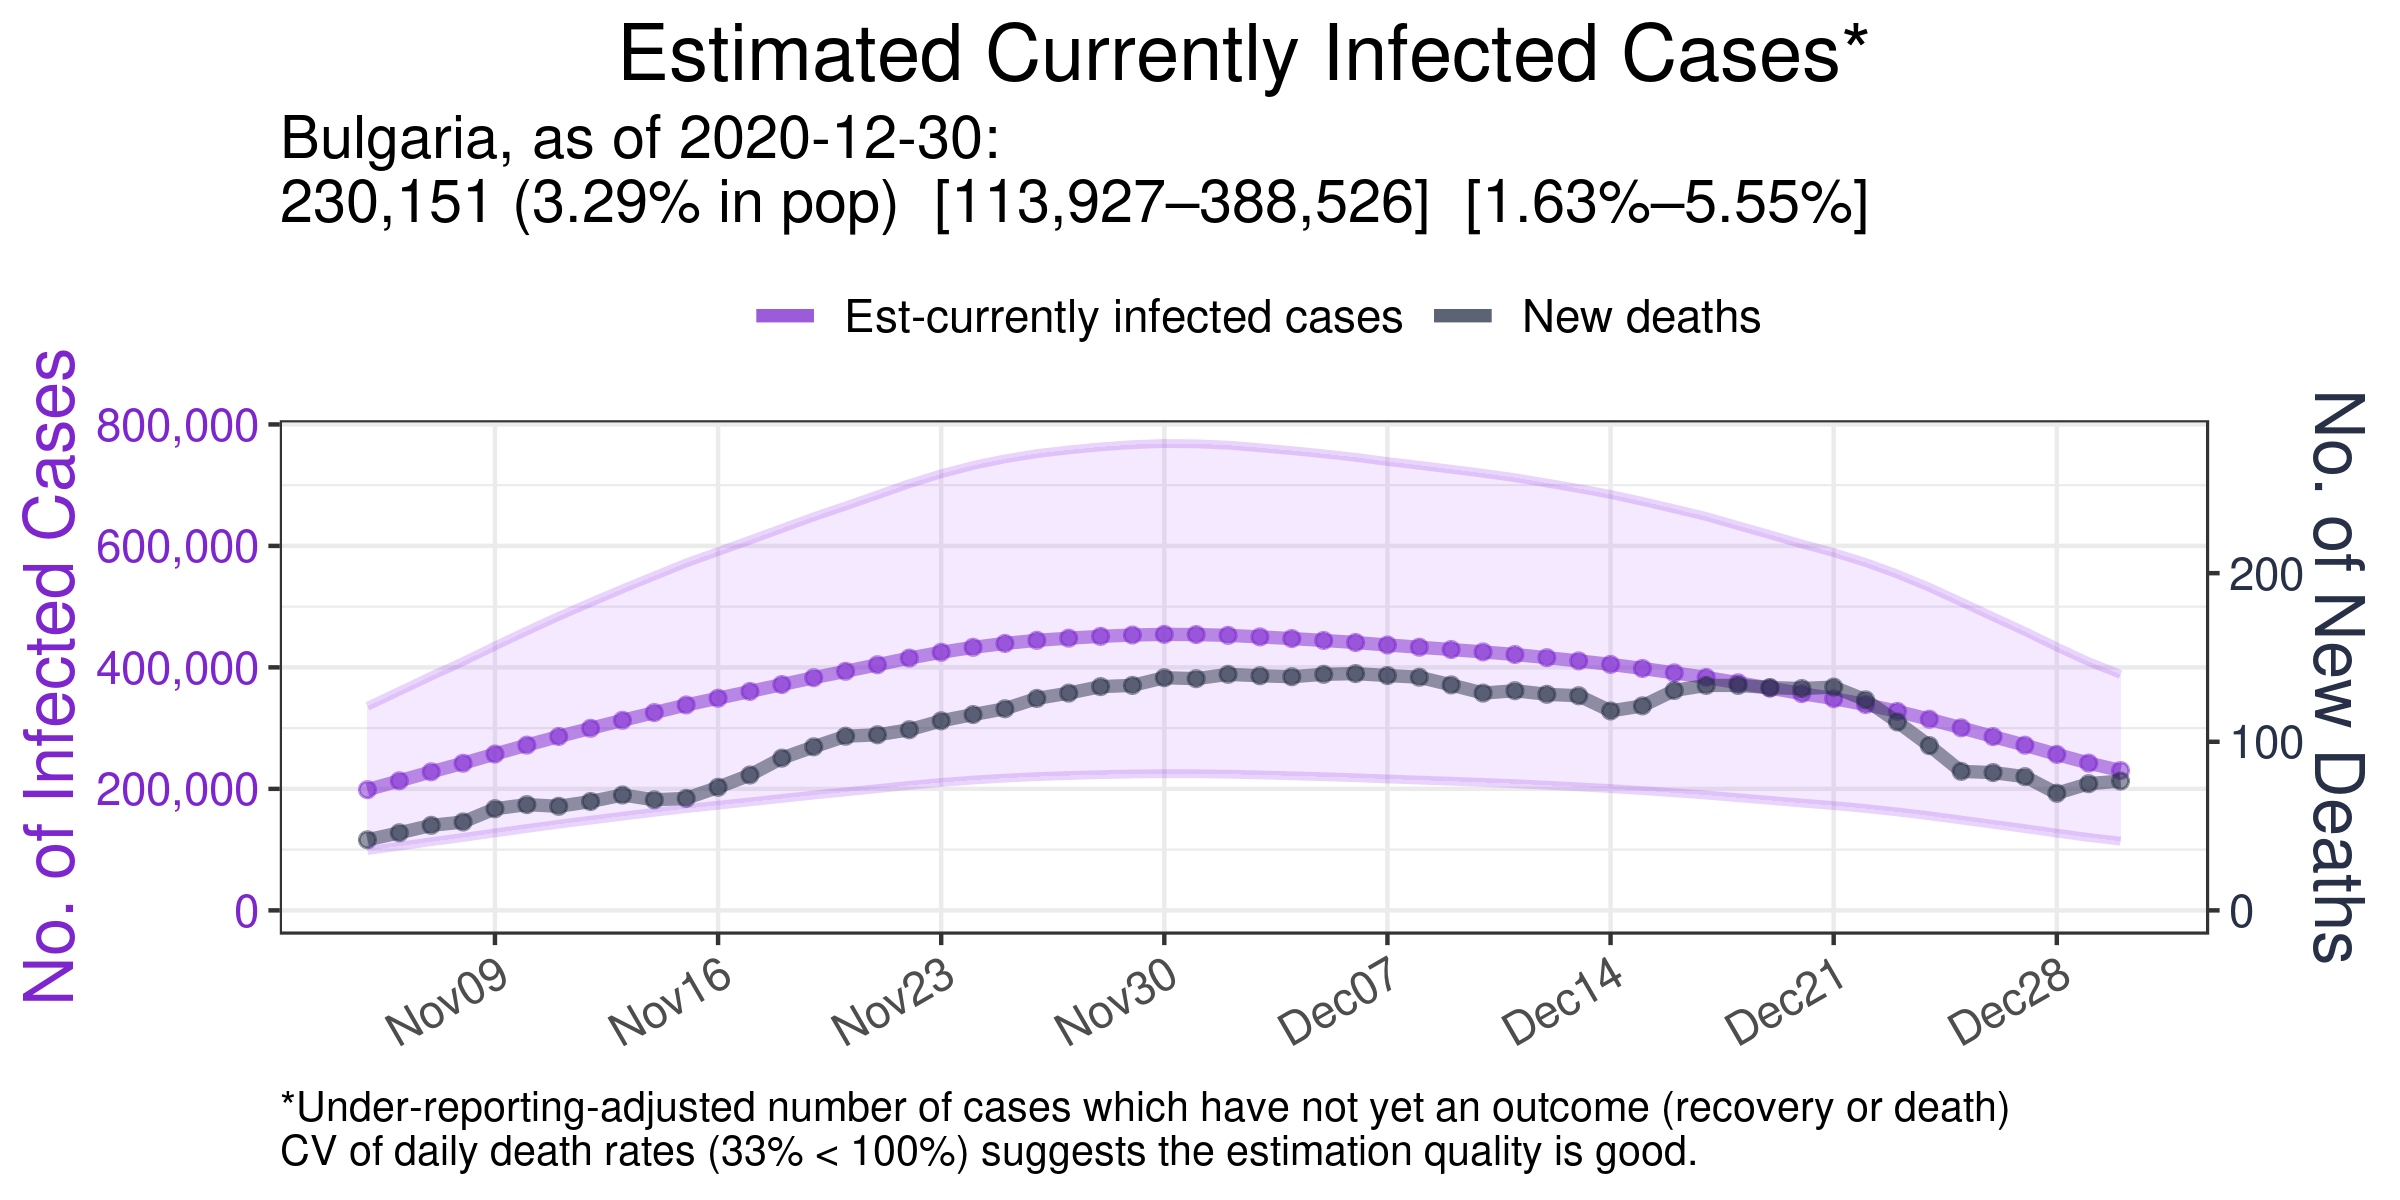 Estimated Currently Infected Cases*
Bulgaria, as of 2020-12-30:
230,151 (3.29% in pop)  [113,927–388,526]  [1.63%–5.55%]
Est-currently infected cases
New deaths
No. of Infected Cases
800,000
600,000
400,000
200,000
0
No. of New Deaths
200
100
0
Nov09
Nov16
Nov23
Nov30
Dec07
Dec14
Dec21
Dec28
*Under-reporting-adjusted number of cases which have not yet an outcome (recovery or death)
CV of daily death rates (33% < 100%) suggests the estimation quality is good.